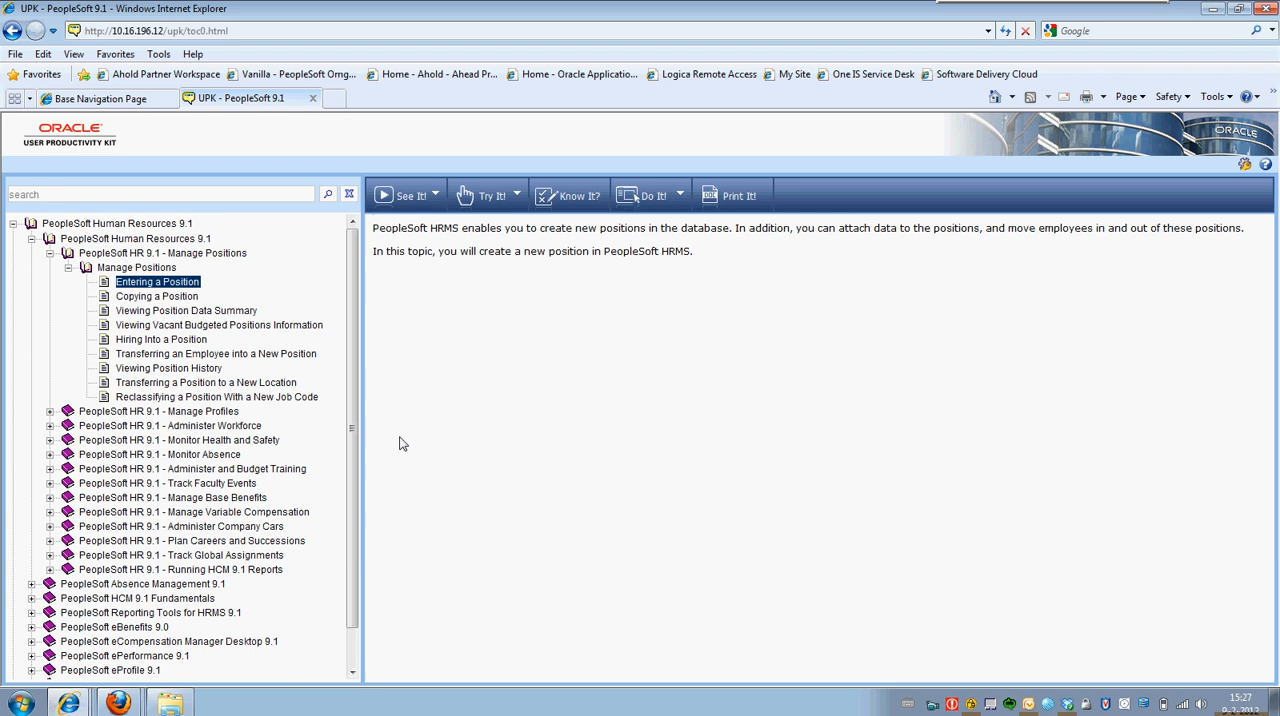 UPK - PeopleSoft 9.1 - Windows Internet Explorer
http://10.16.196.12/upk/toc0.html
Google
File Edit View Favorites Tools Help
Favorites Ahold Partner Workspace Vanilla - PeopleSoft Omg... Home - Ahold - Ahead Pr... Home - Oracle Applicatio... Logica Remote Access My Site One IS Service Desk Software Delivery Cloud
Base Navigation Page UPK - PeopleSoft 9.1 Page Safety Tools
ORACLE
USER PRODUCTIVITY KIT
ORACLE
search
See It! Try It! Know It? Do It! Print It!
PeopleSoft Human Resources 9.1
PeopleSoft Human Resources 9.1
PeopleSoft HR 9.1 - Manage Positions
Manage Positions
Entering a Position
Copying a Position
Viewing Position Data Summary
Viewing Vacant Budgeted Positions Information
Hiring Into a Position
Transferring an Employee into a New Position
Viewing Position History
Transferring a Position to a New Location
Reclassifying a Position With a New Job Code
PeopleSoft HR 9.1 - Manage Profiles
PeopleSoft HR 9.1 - Administer Workforce
PeopleSoft HR 9.1 - Monitor Health and Safety
PeopleSoft HR 9.1 - Monitor Absence
PeopleSoft HR 9.1 - Administer and Budget Training
PeopleSoft HR 9.1 - Track Faculty Events
PeopleSoft HR 9.1 - Manage Base Benefits
PeopleSoft HR 9.1 - Manage Variable Compensation
PeopleSoft HR 9.1 - Administer Company Cars
PeopleSoft HR 9.1 - Plan Careers and Successions
PeopleSoft HR 9.1 - Track Global Assignments
PeopleSoft HR 9.1 - Running HCM 9.1 Reports
PeopleSoft Absence Management 9.1
PeopleSoft HCM 9.1 Fundamentals
PeopleSoft Reporting Tools for HRMS 9.1
PeopleSoft eBenefits 9.0
PeopleSoft eCompensation Manager Desktop 9.1
PeopleSoft ePerformance 9.1
PeopleSoft eProfile 9.1
PeopleSoft HRMS enables you to create new positions in the database. In addition, you can attach data to the positions, and move employees in and out of these positions.
In this topic, you will create a new position in PeopleSoft HRMS.
15:27
9-2-2012